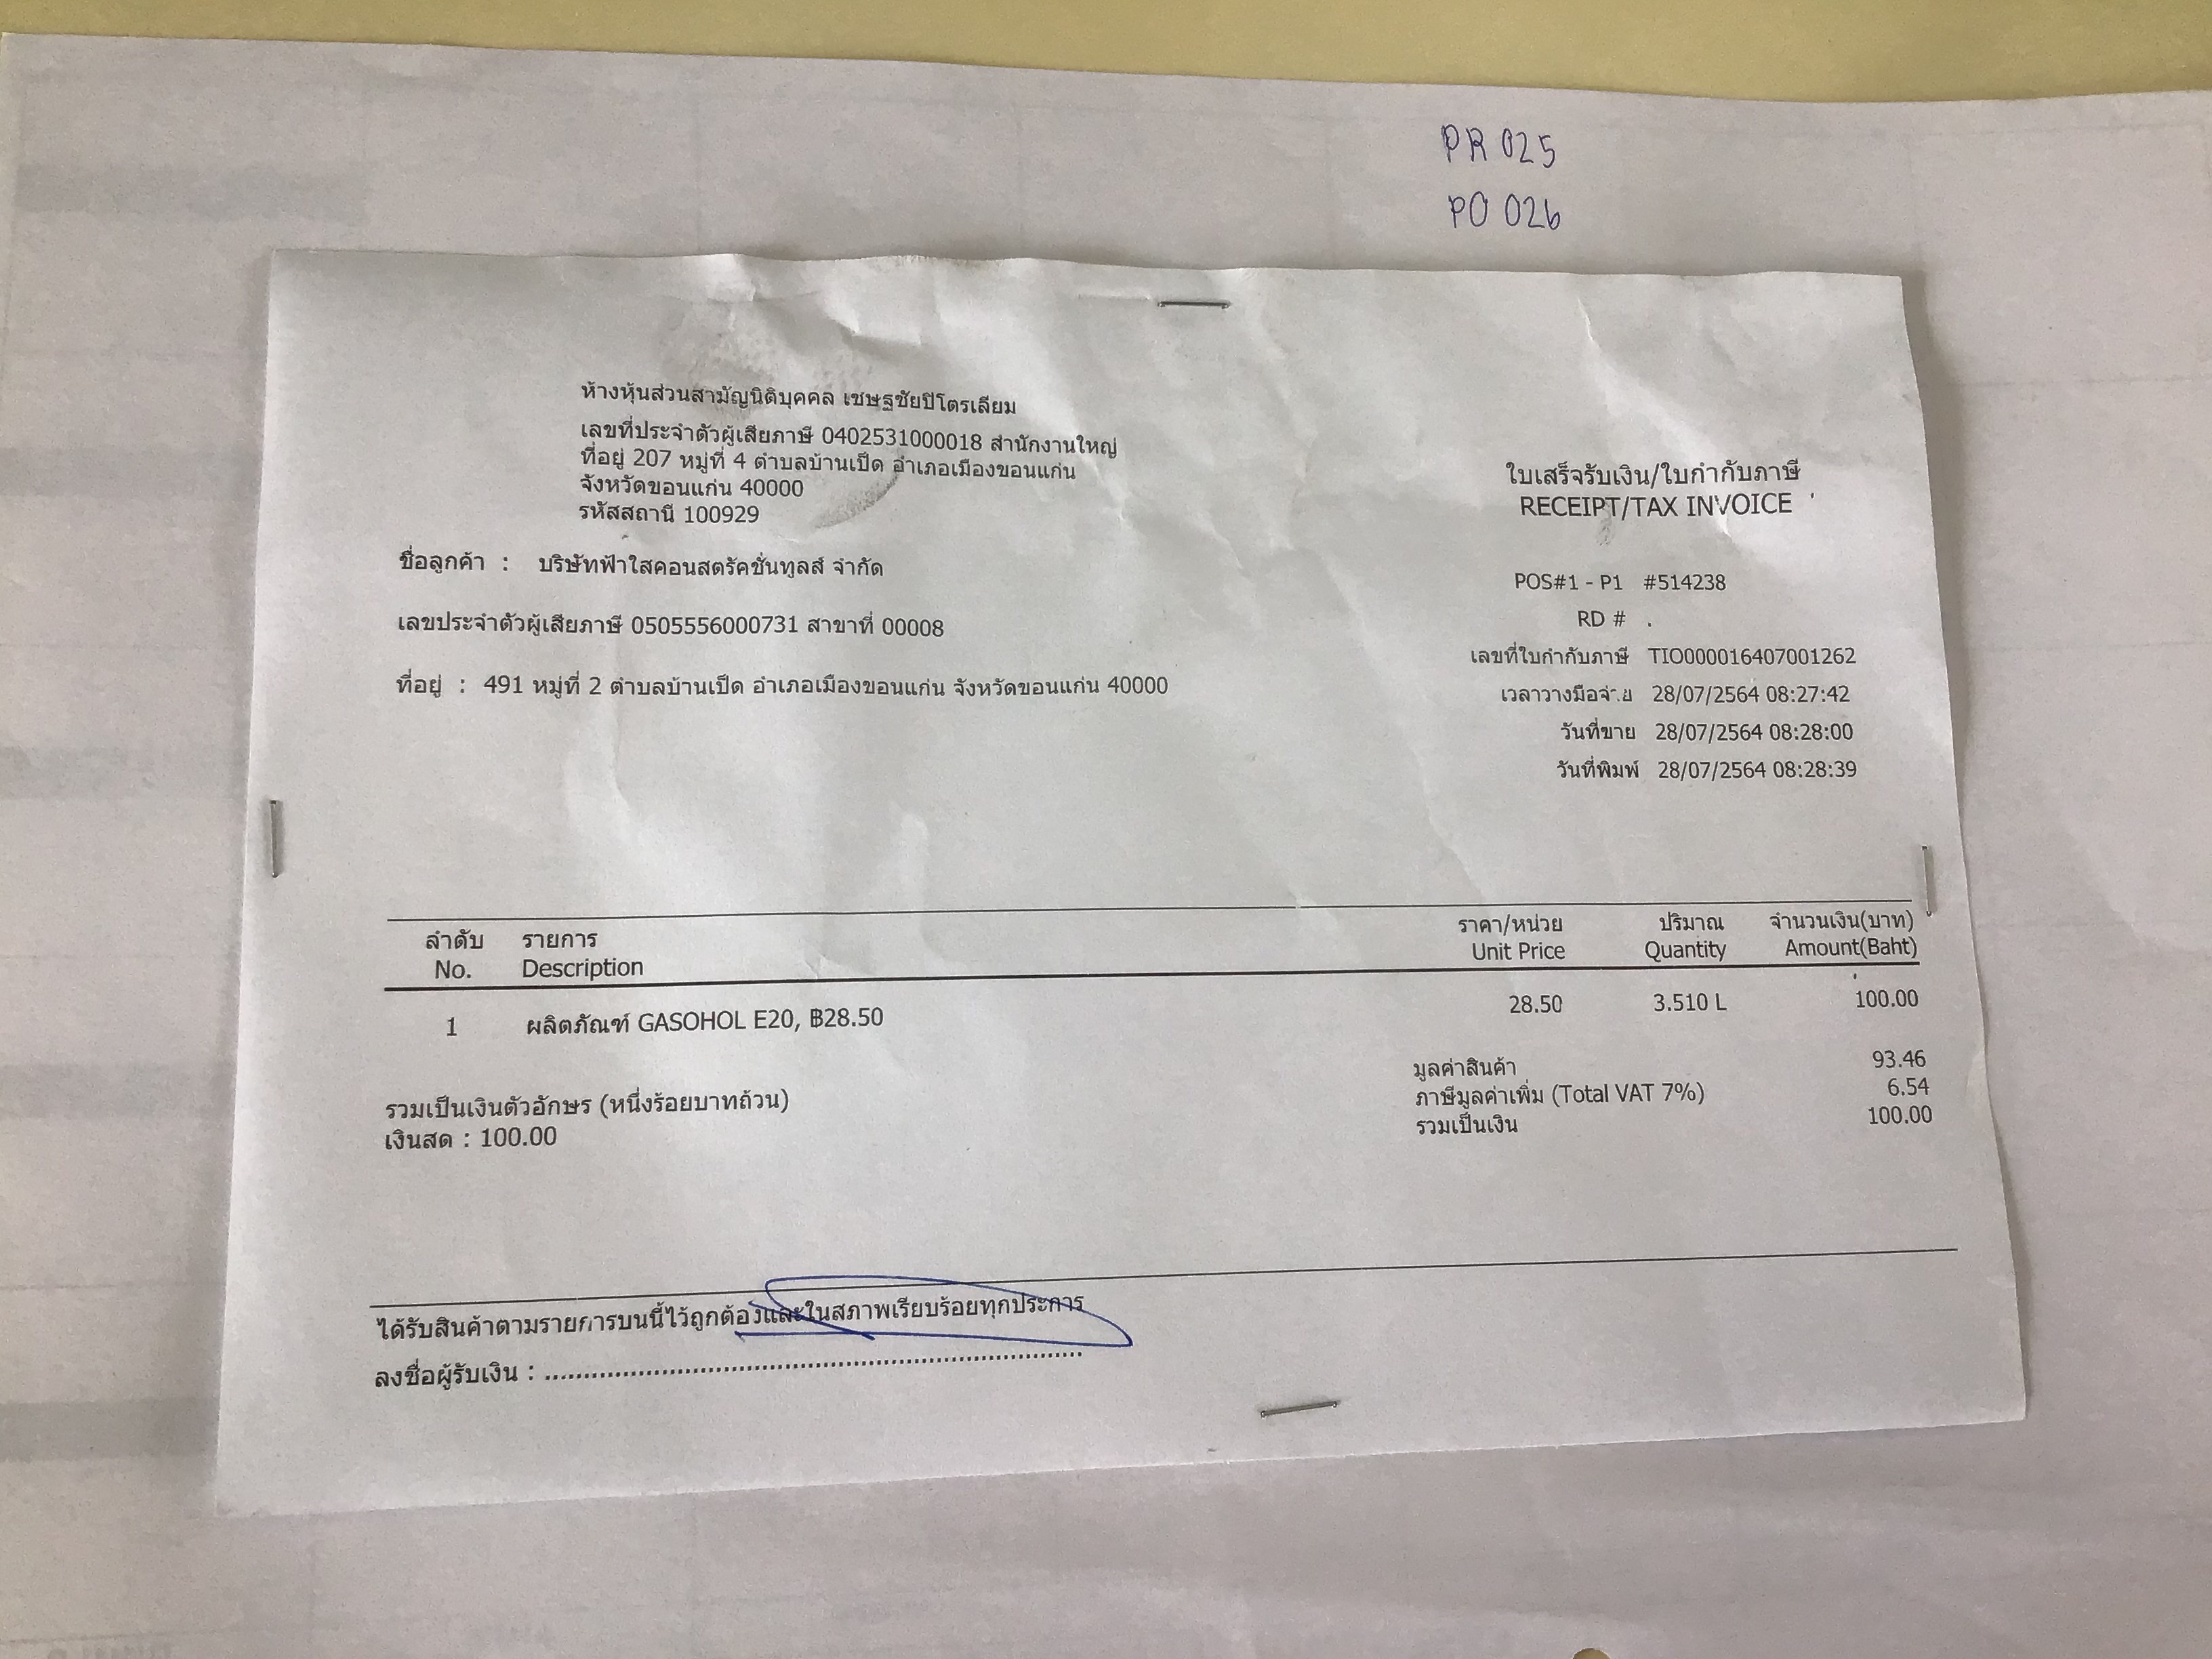 PR 025
PO 026
ห้างหุ้นส่วนสามัญนิติบุคคล เชษฐชัยปิโตรเลียม
เลขที่ประจำตัวผู้เสียภาษี 0402531000018 สำนักงานใหญ่
ที่อยู่ 207 หมู่ที่ 4 ตำบลบ้านเป็ด อำเภอเมืองขอนแก่น
จังหวัดขอนแก่น 40000
รหัสสถานี 100929
ใบเสร็จรับเงิน/ใบกำกับภาษี
RECEIPT/TAX INVOICE
ชื่อลูกค้า : บริษัทฟ้าใสคอนสตรัคชั่นทูลส์ จำกัด
POS#1 - P1 #514238
เลขประจำตัวผู้เสียภาษี 0505556000731 สาขาที่ 00008
RD # .
เลขที่ใบกำกับภาษี TI0000016407001262
ที่อยู่ : 491 หมู่ที่ 2 ตำบลบ้านเป็ด อำเภอเมืองขอนแก่น จังหวัดขอนแก่น 40000
เวลาวางมือจ่าย 28/07/2564 08:27:42
วันที่ขาย 28/07/2564 08:28:00
วันที่พิมพ์ 28/07/2564 08:28:39
ลำดับ รายการ ราคา/หน่วย ปริมาณ จำนวนเงิน(บาท)
No. Description Unit Price Quantity Amount(Baht)
1 ผลิตภัณฑ์ GASOHOL E20, ฿28.50 28.50 3.510 L 100.00
มูลค่าสินค้า 93.46
รวมเป็นเงินตัวอักษร (หนึ่งร้อยบาทถ้วน) ภาษีมูลค่าเพิ่ม (Total VAT 7%) 6.54
เงินสด : 100.00 รวมเป็นเงิน 100.00
ได้รับสินค้าตามรายการบนนี้ไว้ถูกต้องและในสภาพเรียบร้อยทุกประการ
ลงชื่อผู้รับเงิน : ........................................................